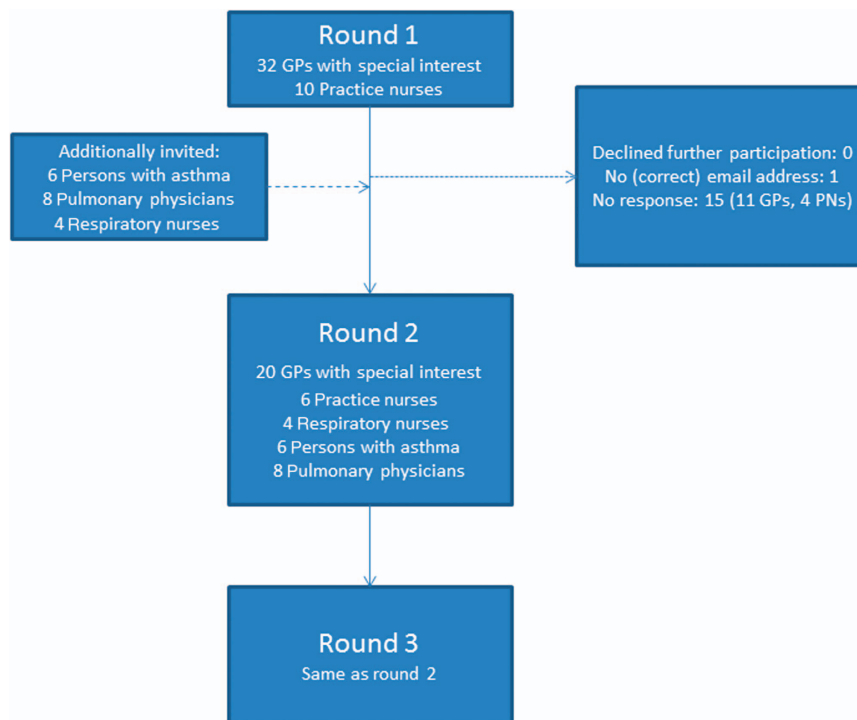 Round 1
32 GPs with special interest
10 Practice nurses
Additionally invited:
6 Persons with asthma
8 Pulmonary physicians
4 Respiratory nurses
Declined further participation: 0
No (correct) email address: 1
No response: 15 (11 GPs, 4 PNs)
Round 2
20 GPs with special interest
6 Practice nurses
4 Respiratory nurses
6 Persons with asthma
8 Pulmonary physicians
Round 3
Same as round 2